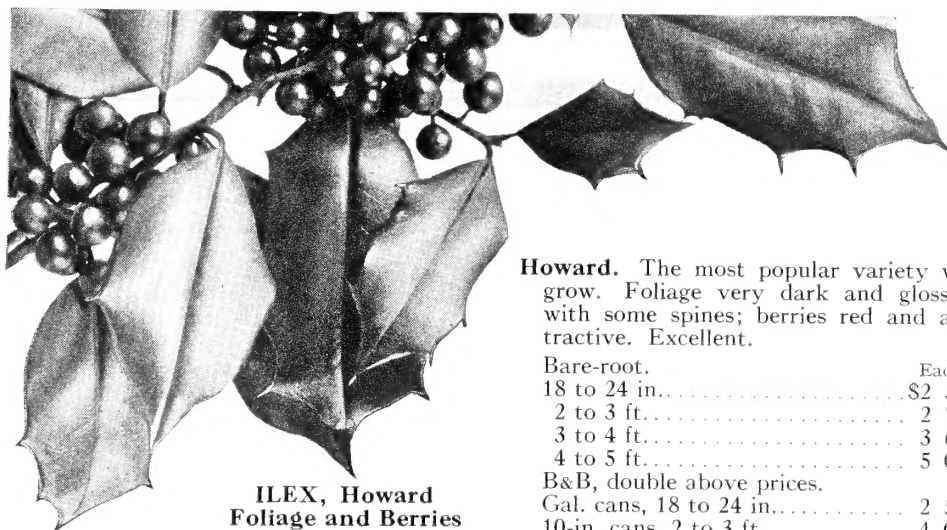 Howard. The most popular variety
grow. Foliage very dark and
with some spines; berries red and
tractive. Excellent.
Bare-root.
18 to 24 in.. . . . . . . . . . . . . . . . . . $2
2 to 3 ft. . . . . . . . . . . . . . . . . . . 2
3 to 4 ft. . . . . . . . . . . . . . . . . . . 3
4 to 5 ft. . . . . . . . . . . . . . . . . . . 5
B&B, double above prices.
Gal. cans, 18 to 24 in.. . . . . . . . . . 2
10-in. cans, 2 to 3 ft. . . . . . . . . . . 4
ILEX, Howard
Foliage and Berries